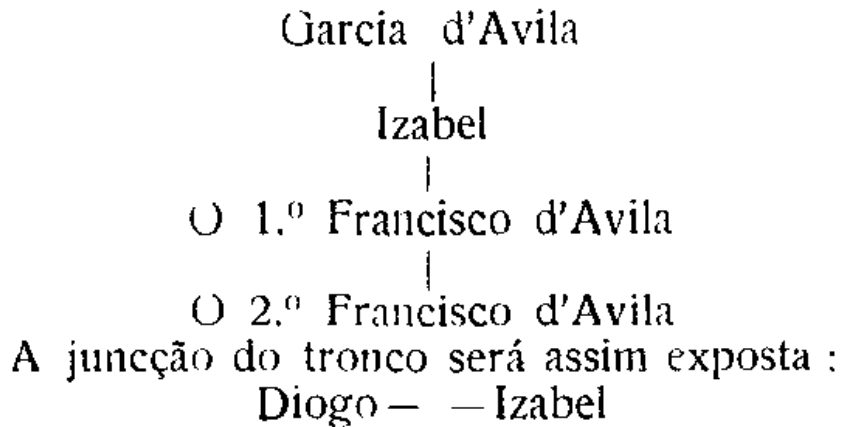 Garcia d'Avila
Izabel
O 1.º Francisco d'Avila
O 2.º Francisco d'Avila
A juncção do tronco será assim exposta :
Diogo — — Izabel